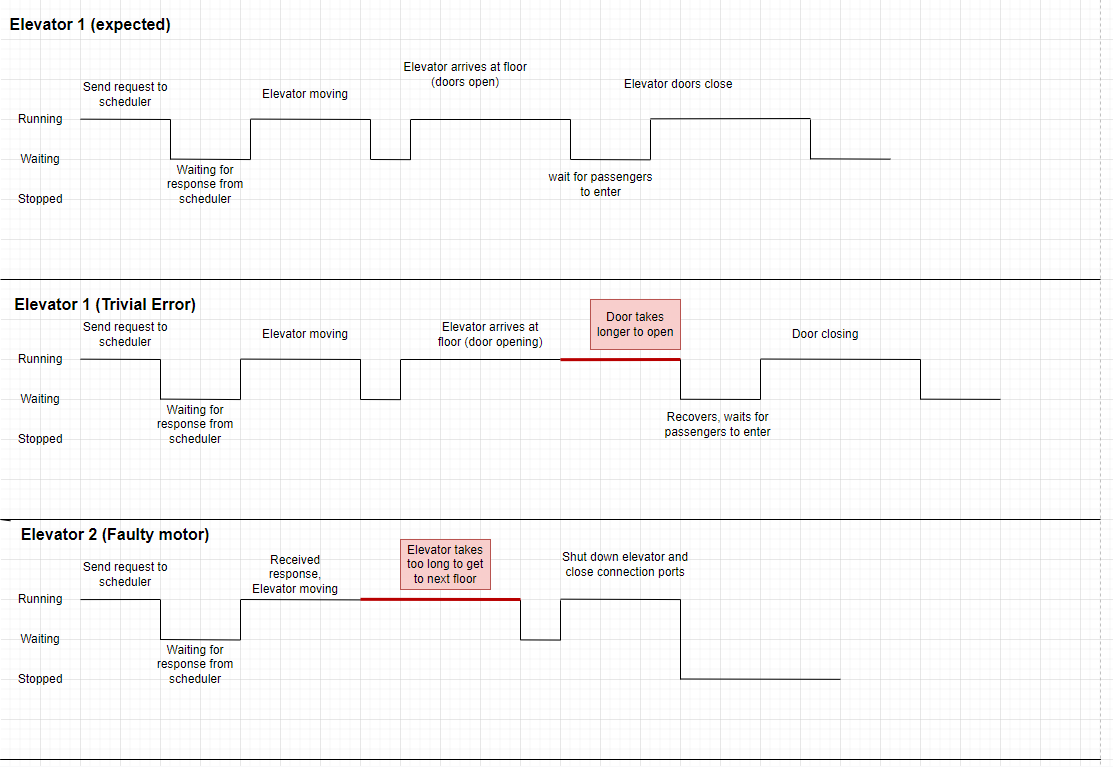 Elevator 1 (expected)
Elevator arrives at floor
(doors open)
Send request to
scheduler
Elevator moving
Elevator doors close
Running
Waiting
Waiting for
response from
scheduler
wait for passengers
to enter
Stopped
Elevator 1 (Trivial Error)
Send request to
scheduler
Elevator moving
Elevator arrives at
floor (door opening)
Door takes
longer to open
Door closing
Running
Waiting
Waiting for
response from
scheduler
Recovers, waits for
passengers to enter
Stopped
Elevator 2 (Faulty motor)
Send request to
scheduler
Received
response,
Elevator moving
Elevator takes
too long to get
to next floor
Shut down elevator and
close connection ports
Running
Waiting
Waiting for
response from
scheduler
Stopped